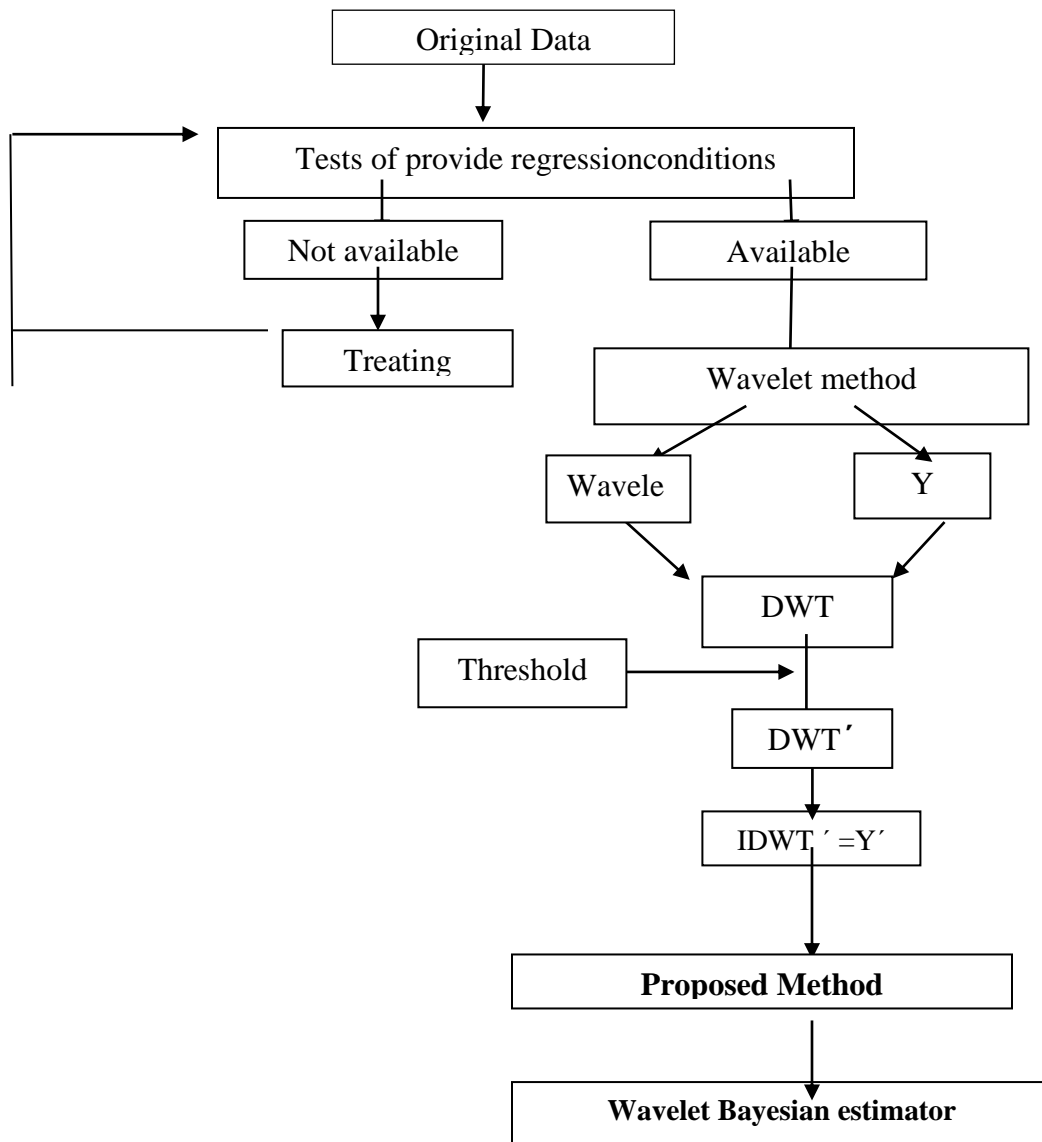 Original Data
Tests of provide regressionconditions
Not available
Available
Treating
Wavelet method
Wavele
Y
DWT
Threshold
DWT´
IDWT ´ =Y´
Proposed Method
Wavelet Bayesian estimator